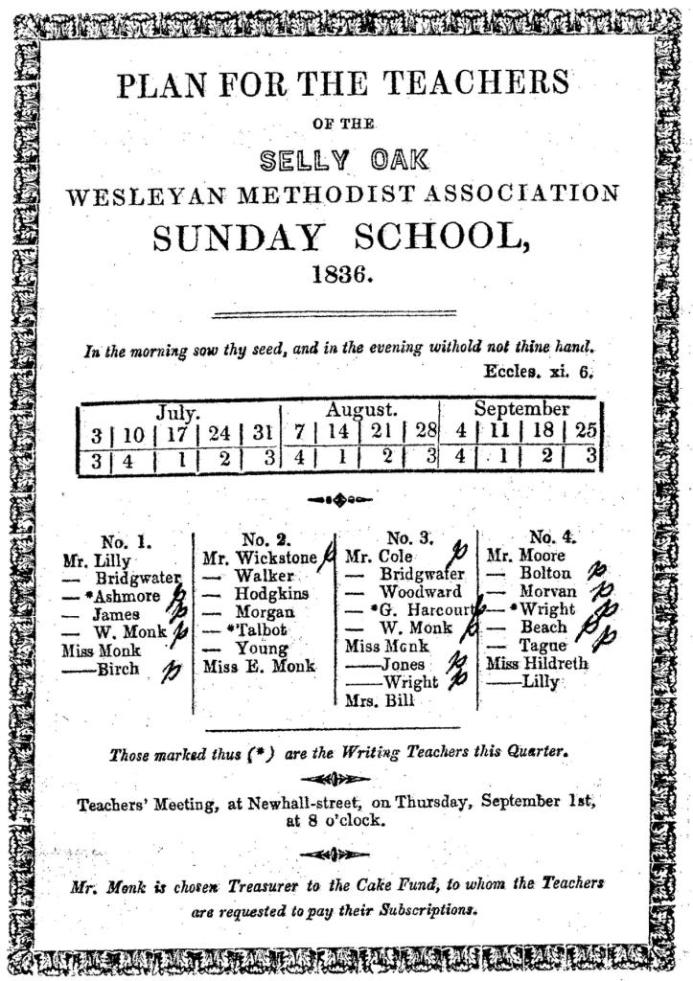 PLAN FOR THE TEACHERS
OF THE
SELLY OAK
WESLEYAN METHODIST ASSOCIATION
SUNDAY SCHOOL,
1836.
In the morning sow thy seed, and in the evening withold not thine hand.
Eccles. xi. 6.
July. August. September
3 | 10 | 17 | 24 | 31 | 7 | 14 | 21 | 28 | 4 | 11 | 18 | 25
3 | 4 | 1 | 2 | 3 | 4 | 1 | 2 | 3 | 4 | 1 | 2 | 3
No. 1.
Mr. Lilly
— Bridgwater
— *Ashmore p
— James p
— W. Monk p
Miss Monk
— Birch p
No. 2.
Mr. Wickstone p
— Walker
— Hodgkins
— Morgan
— *Talbot
— Young
Miss E. Monk
No. 3.
Mr. Cole p
— Bridgwater
— Woodward
— *G. Harcourt p
— W. Monk p
Miss Monk
— Jones p
— Wright p
Mrs. Bill
No. 4.
Mr. Moore
— Bolton p
— Morvan p
— *Wright p
— Beach p
— Tague p
Miss Hildreth
— Lilly
Those marked thus (*) are the Writing Teachers this Quarter.
Teachers' Meeting, at Newhall-street, on Thursday, September 1st,
at 8 o'clock.
Mr. Monk is chosen Treasurer to the Cake Fund, to whom the Teachers
are requested to pay their Subscriptions.